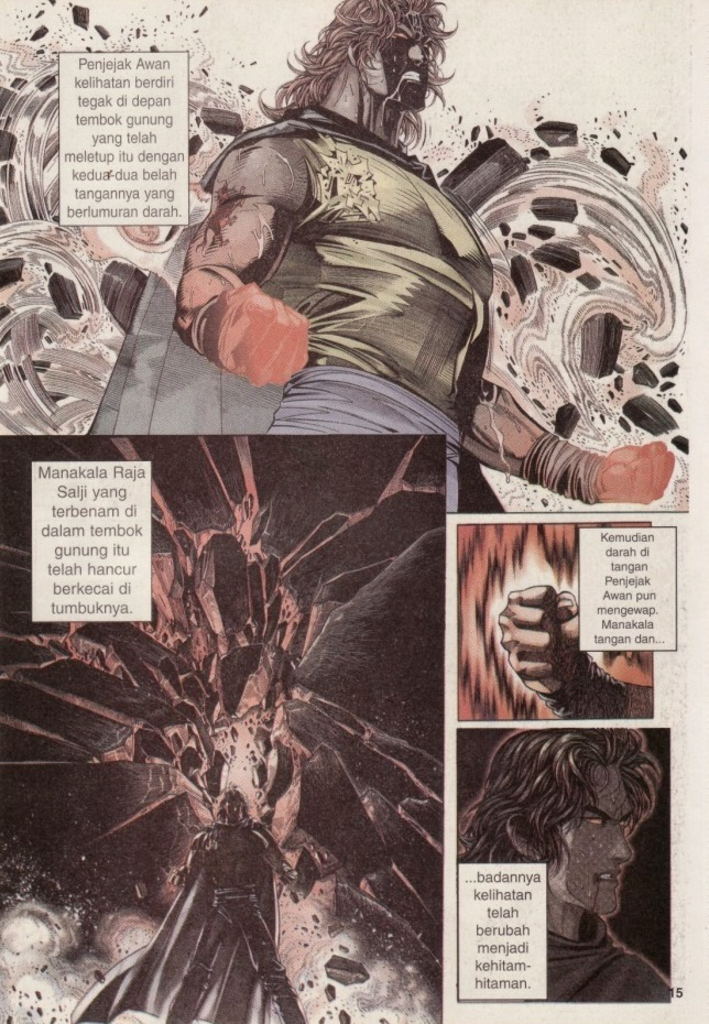 Penjejak Awan
kelihatan berdiri
tegak di depan
tembok gunung
yang telah
meletup itu dengan
kedua-dua belah
tangannya yang
berlumuran darah.
Manakala Raja
Salji yang
terbenam di
dalam tembok
gunung itu
telah hancur
berkecai di
tumbuknya.
Kemudian
darah di
tangan
Penjejak
Awan pun
mengewap.
Manakala
tangan dan...
...badannya
kelihatan
telah
berubah
menjadi
kehitam-
hitaman.
15